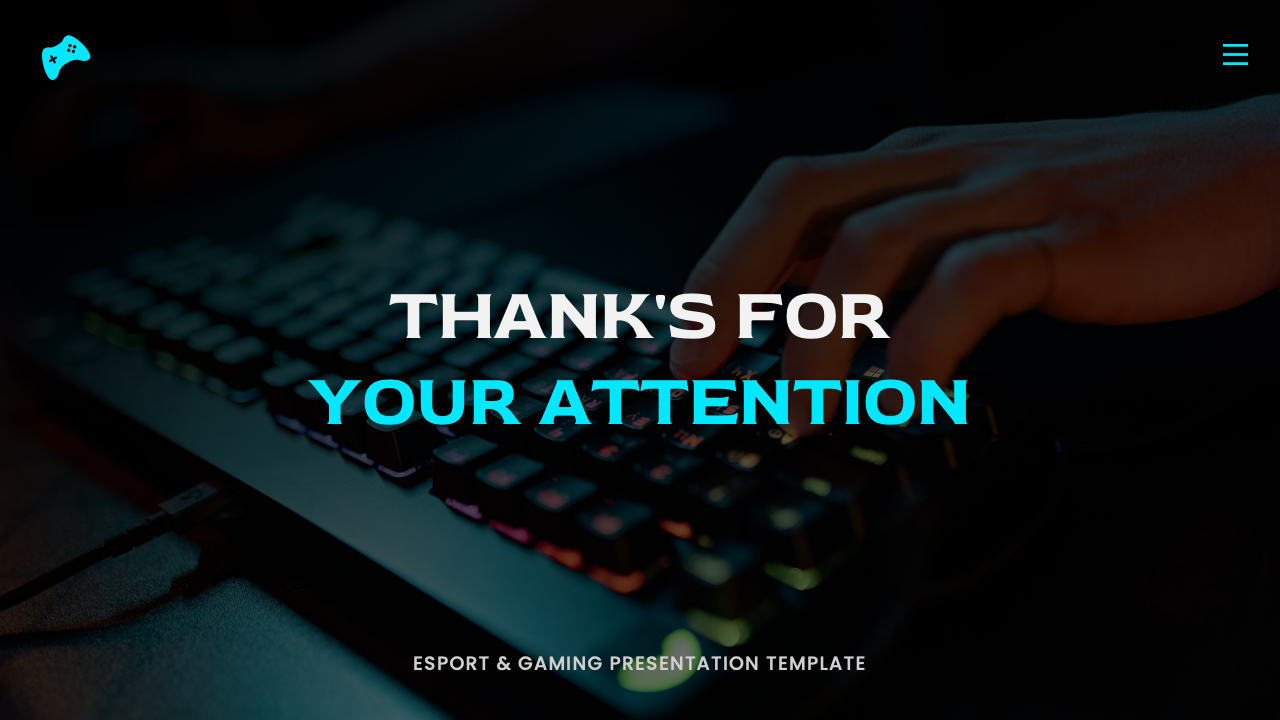 THANK'S FOR
YOUR ATTENTION
ESPORT & GAMING PRESENTATION TEMPLATE